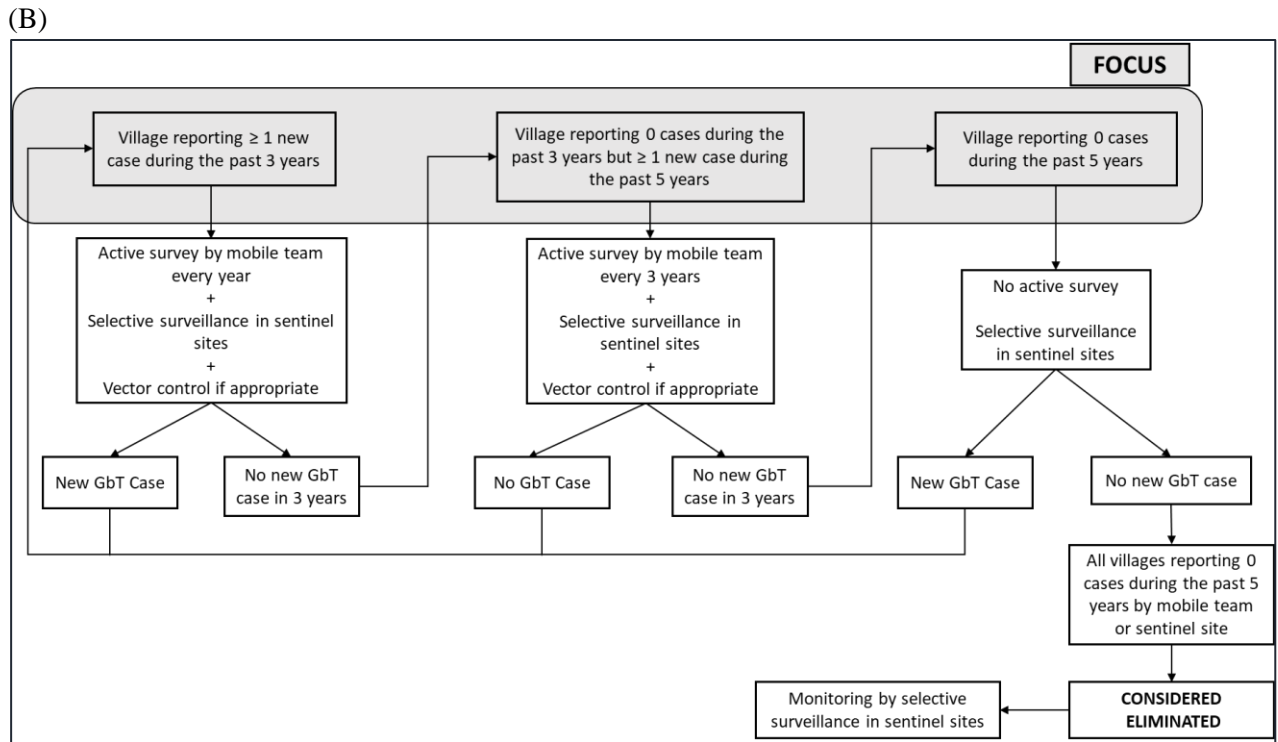 (B)
FOCUS
Village reporting ≥ 1 new
case during the past 3 years
Village reporting 0 cases during the
past 3 years but ≥ 1 new case during
the past 5 years
Village reporting 0 cases
during the past 5 years
Active survey by mobile team
every year
+
Selective surveillance in sentinel
sites
+
Vector control if appropriate
Active survey by mobile team
every 3 years
+
Selective surveillance in
sentinel sites
+
Vector control if appropriate
No active survey
Selective surveillance
in sentinel sites
New GbT Case
No new GbT
case in 3 years
No GbT Case
No new GbT
case in 3 years
New GbT Case
No new GbT case
All villages reporting 0
cases during the past 5
years by mobile team
or sentinel site
Monitoring by selective
surveillance in sentinel sites
CONSIDERED
ELIMINATED